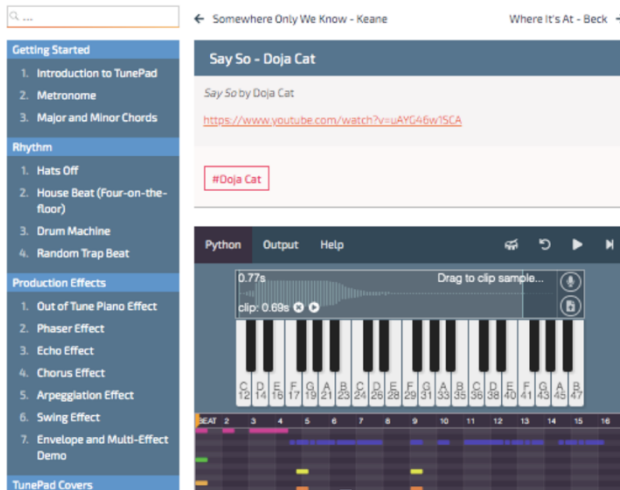 ...
Somewhere Only We Know - Keane
Where It's At - Beck
Getting Started
1. Introduction to TunePad
2. Metronome
3. Major and Minor Chords
Rhythm
1. Hats Off
2. House Beat (Four-on-the-
floor)
3. Drum Machine
4. Random Trap Beat
Production Effects
1. Out of Tune Piano Effect
2. Phaser Effect
3. Echo Effect
4. Chorus Effect
5. Arpeggiation Effect
6. Swing Effect
7. Envelope and Multi-Effect
Demo
TunePad Covers
Say So - Doja Cat
Say So by Doja Cat
https://www.youtube.com/watch?v=uAYG46w1SCA
#Doja Cat
Python Output Help
0.77s Drag to clip sample...
clip: 0.69s
C D E F G A B C D E F G A B C D E F G A B
12 14 16 17 19 21 23 24 26 28 29 31 33 35 36 38 40 41 43 45 47
BEAT 2 3 4 5 6 7 8 9 10 11 12 13 14 15 16